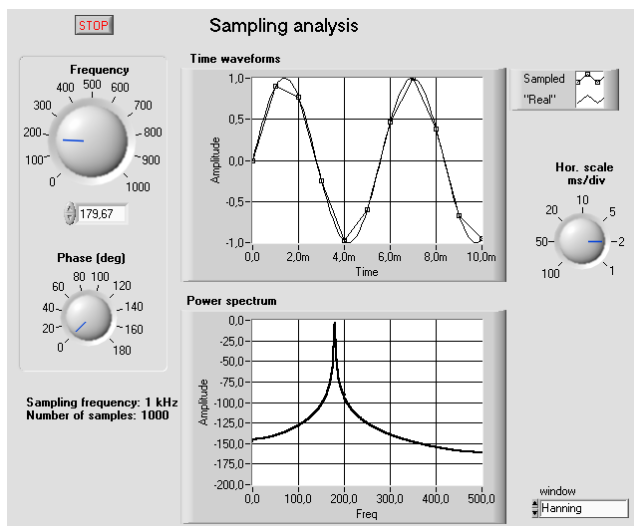 STOP
Sampling analysis
Frequency
0
100
200
300
400
500
600
700
800
900
1000
179,67
Phase (deg)
0
20
40
60
80
100
120
140
160
180
Sampling frequency: 1 kHz
Number of samples: 1000
Time waveforms
Amplitude
1,0
0,5
0,0
-0,5
-1,0
0,0 2,0m 4,0m 6,0m 8,0m 10,0m
Time
Sampled
"Real"
Hor. scale
ms/div
100
50
20
10
5
2
1
Power spectrum
Amplitude
0,0
-25,0
-50,0
-75,0
-100,0
-125,0
-150,0
-175,0
-200,0
0,0 100,0 200,0 300,0 400,0 500,0
Freq
window
Hanning